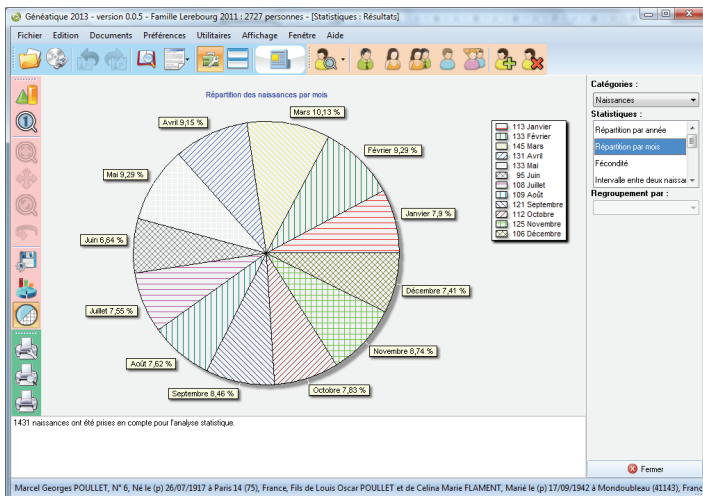 Généatique 2013 - version 0.0.5 - Famille Lerebourg 2011 : 2727 personnes - [Statistiques : Résultats]
Fichier Edition Documents Préférences Utilitaires Affichage Fenêtre Aide
Répartition des naissances par mois
Mars 10,13 %
Avril 9,15 %
Février 9,29 %
Mai 9,29 %
Janvier 7,9 %
Juin 6,64 %
Décembre 7,41 %
Juillet 7,55 %
Novembre 8,74 %
Août 7,62 %
Octobre 7,83 %
Septembre 8,46 %
113 Janvier
133 Février
145 Mars
131 Avril
133 Mai
95 Juin
108 Juillet
109 Août
121 Septembre
112 Octobre
125 Novembre
106 Décembre
Catégories :
Naissances
Statistiques :
Répartition par année
Répartition par mois
Fécondité
Intervalle entre deux naissai
Regroupement par :
1431 naissances ont été prises en compte pour l'analyse statistique.
Fermer
Marcel Georges POULLET, N° 6, Né le (p) 26/07/1917 à Paris 14 (75), France, Fils de Louis Oscar POULLET et de Celina Marie FLAMENT, Marié le (p) 17/09/1942 à Mondoubleau (41143), Franc